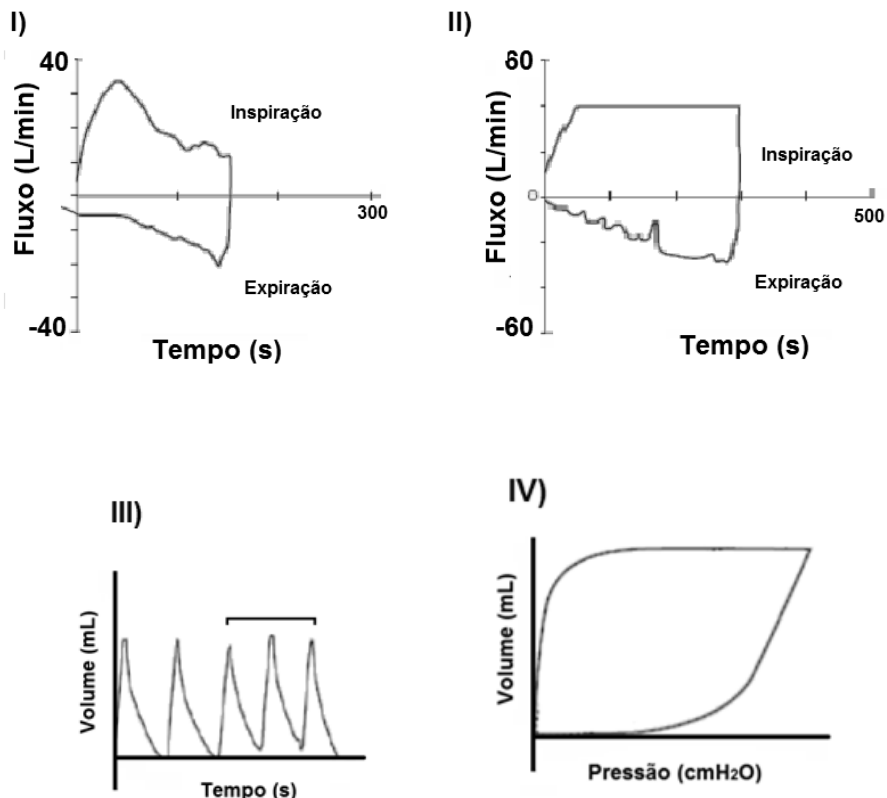 I)
40
Fluxo (L/min)
Inspiração
300
Expiração
-40
Tempo (s)
II)
60
Fluxo (L/min)
Inspiração
0
500
Expiração
-60
Tempo (s)
III)
Volume (mL)
Tempo (s)
IV)
Volume (mL)
Pressão (cmH₂O)